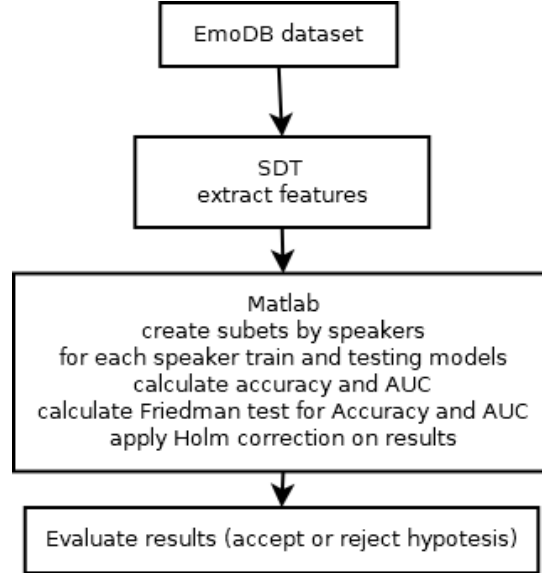 EmoDB dataset
SDT
extract features
Matlab
create subets by speakers
for each speaker train and testing models
calculate accuracy and AUC
calculate Friedman test for Accuracy and AUC
apply Holm correction on results
Evaluate results (accept or reject hypotesis)